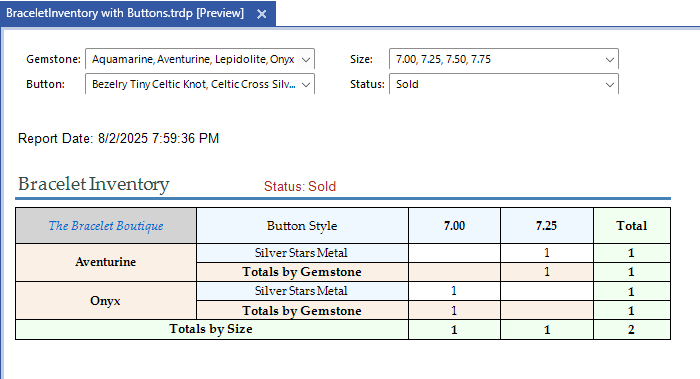 BraceletInventory with Buttons.trdp [Preview]
Gemstone: Aquamarine, Aventurine, Lepidolite, Onyx Size: 7.00, 7.25, 7.50, 7.75
Button: Bezelry Tiny Celtic Knot, Celtic Cross Silv... Status: Sold
Report Date: 8/2/2025 7:59:36 PM
Bracelet Inventory Status: Sold
The Bracelet Boutique Button Style 7.00 7.25 Total
Aventurine
Silver Stars Metal 1 1
Totals by Gemstone 1 1
Onyx
Silver Stars Metal 1 1
Totals by Gemstone 1 1
Totals by Size 1 1 2